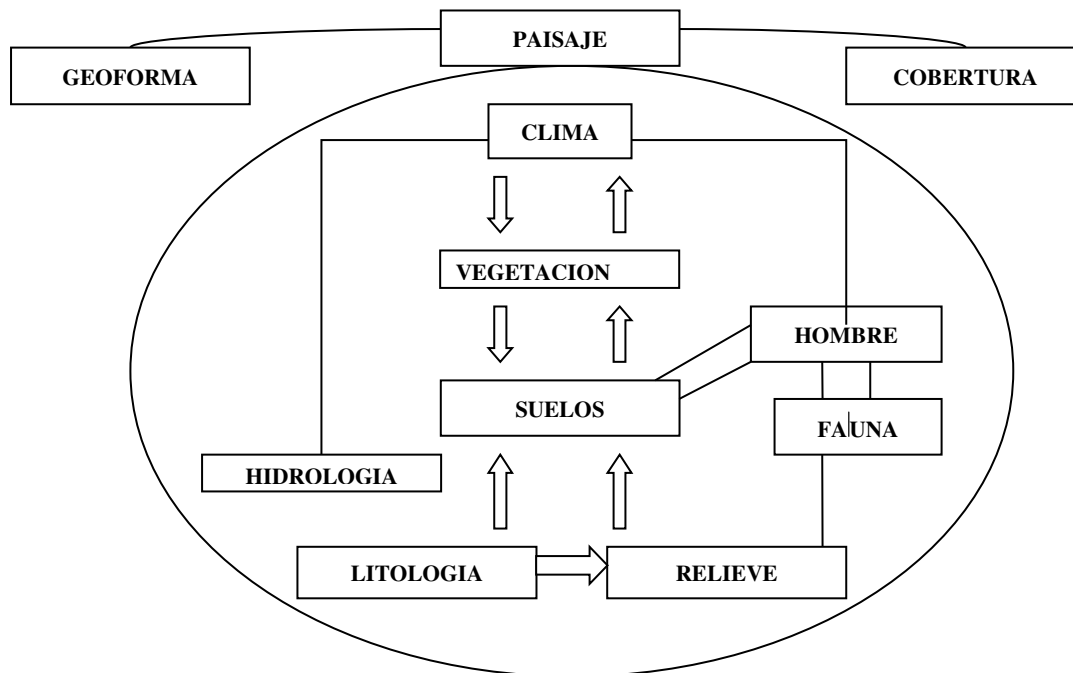 PAISAJE
GEOFORMA
COBERTURA
CLIMA
VEGETACION
HOMBRE
SUELOS
FAUNA
HIDROLOGIA
LITOLOGIA
RELIEVE